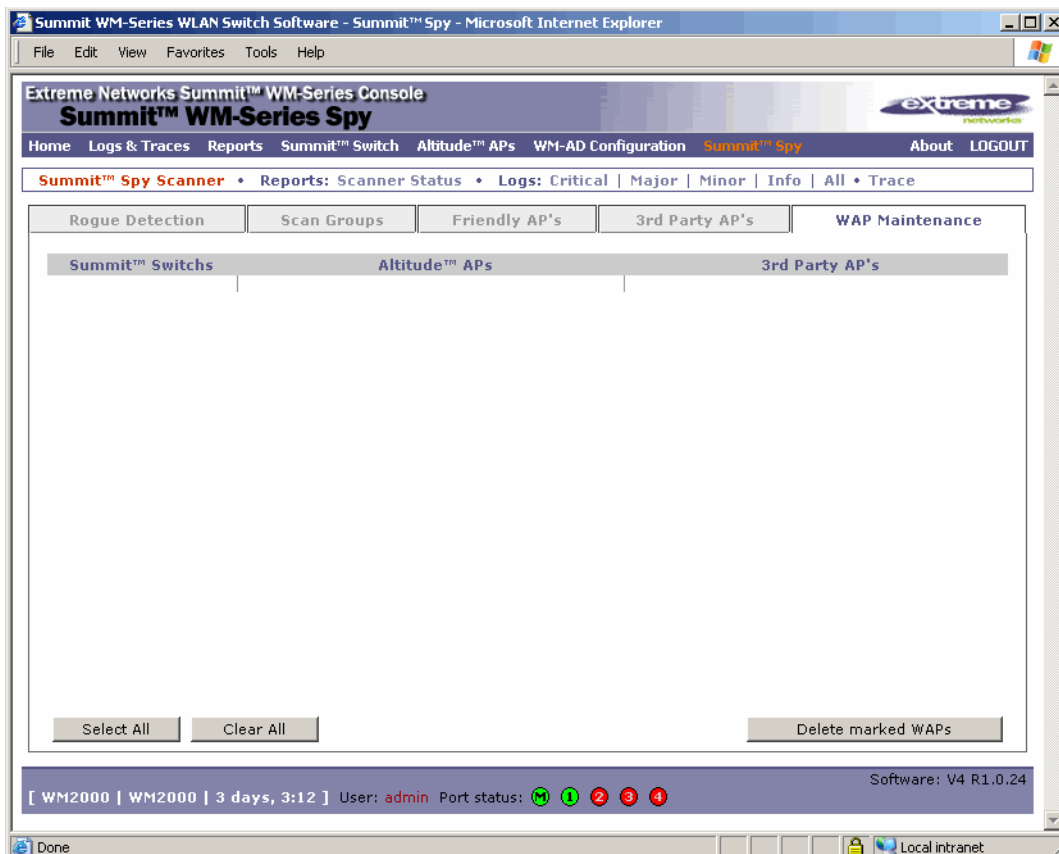 Summit WM-Series WLAN Switch Software - Summit™ Spy - Microsoft Internet Explorer
File Edit View Favorites Tools Help
Extreme Networks Summit™ WM-Series Console
Summit™ WM-Series Spy
extreme
networks
Home Logs & Traces Reports Summit™ Switch Altitude™ APs WM-AD Configuration Summit™ Spy About LOGOUT
Summit™ Spy Scanner • Reports: Scanner Status • Logs: Critical | Major | Minor | Info | All • Trace
Rogue Detection Scan Groups Friendly AP's 3rd Party AP's WAP Maintenance
Summit™ Switchs Altitude™ APs 3rd Party AP's
Select All Clear All Delete marked WAPs
Software: V4 R1.0.24
[ WM2000 | WM2000 | 3 days, 3:12 ] User: admin Port status: M 1 2 3 4
Done Local intranet